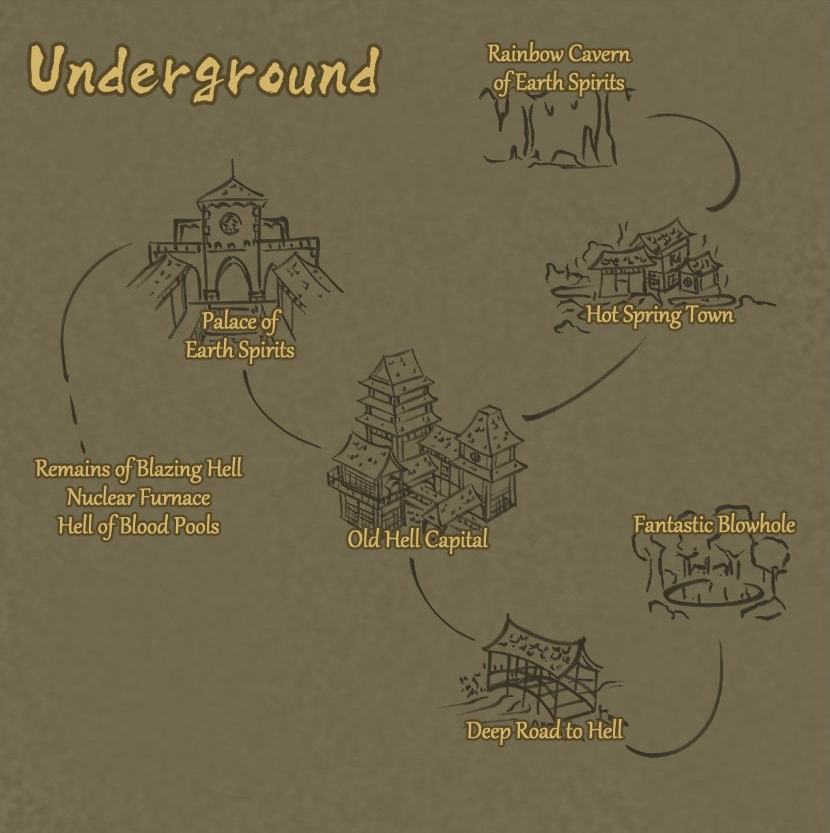 Underground
Rainbow Cavern
of Earth Spirits
Palace of
Earth Spirits
Hot Spring Town
Remains of Blazing Hell
Nuclear Furnace
Hell of Blood Pools
Old Hell Capital
Fantastic Blowhole
Deep Road to Hell